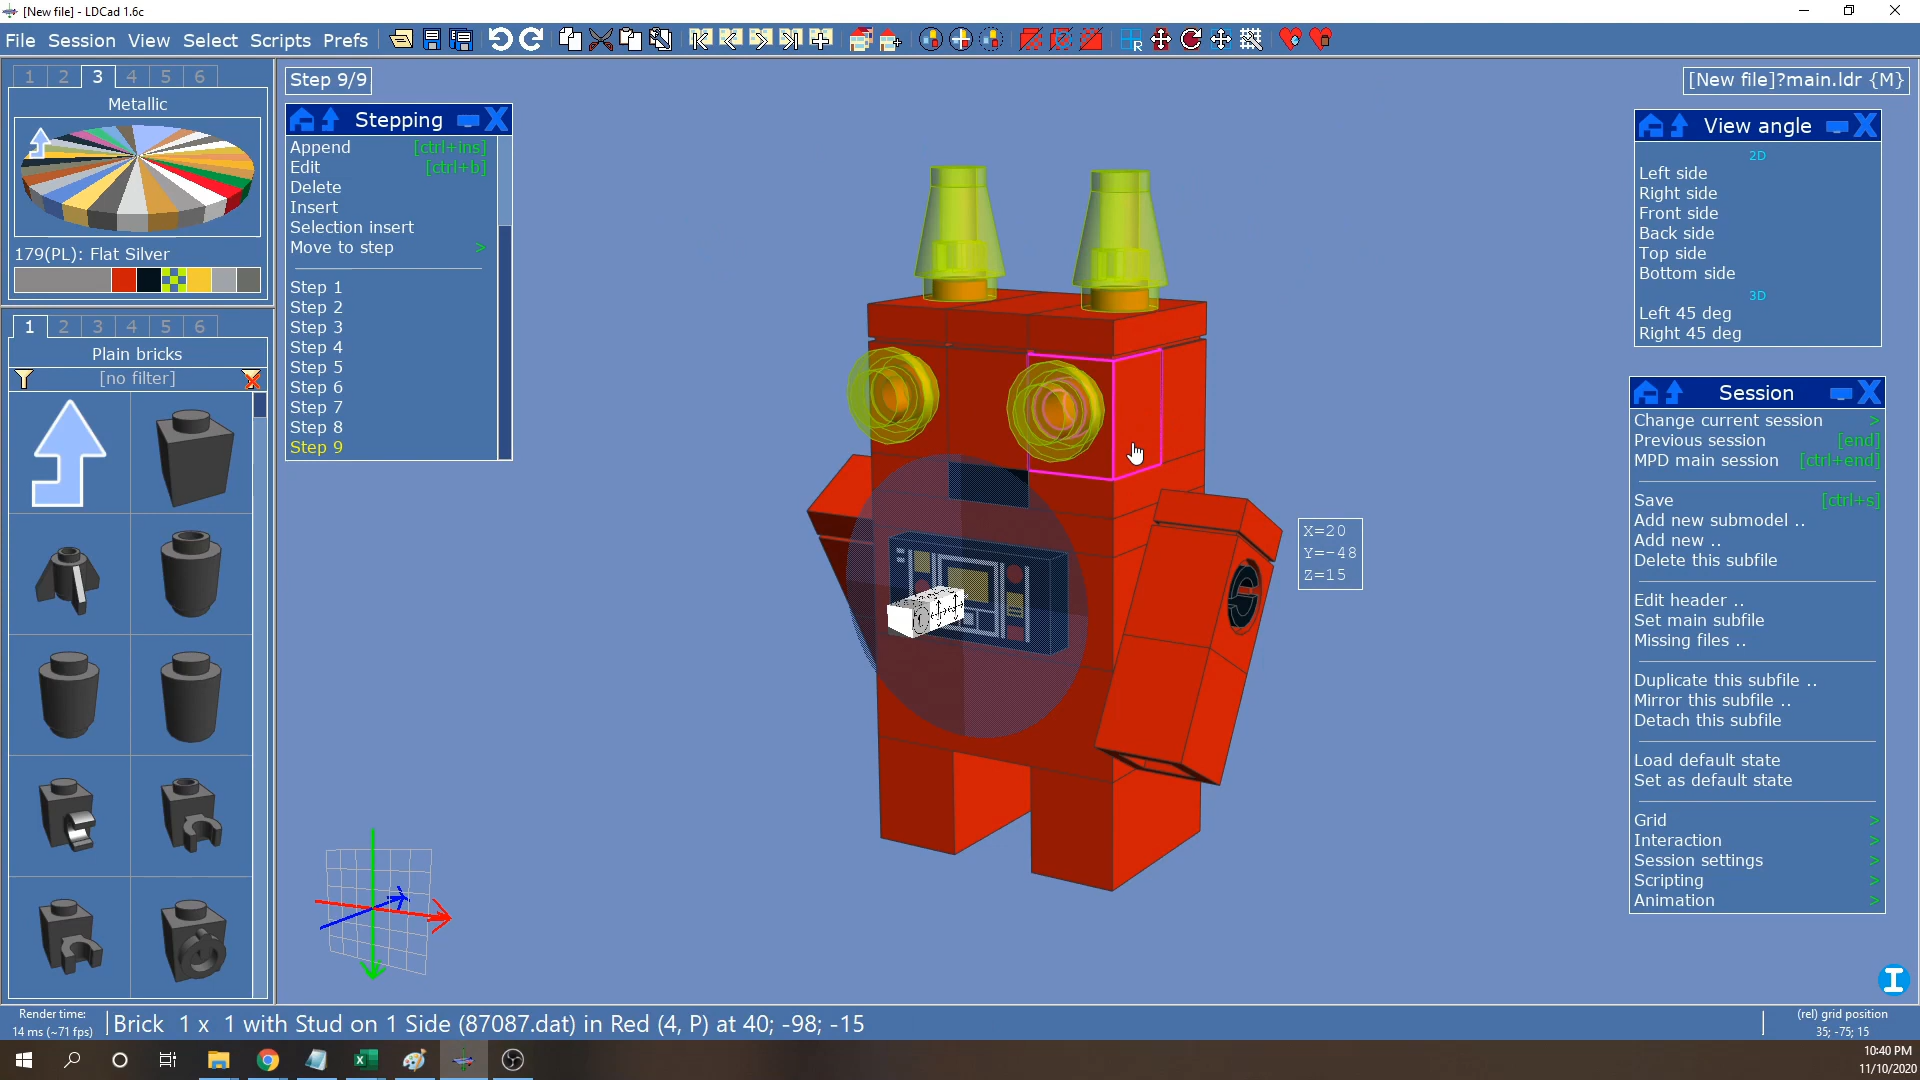 [New file] - LDCad 1.6c
File Session View Select Scripts Prefs
1 2 3 4 5 6
Metallic
179(PL): Flat Silver
1 2 3 4 5 6
Plain bricks
[no filter]
Step 9/9
Stepping
Append [ctrl+ins]
Edit [ctrl+b]
Delete
Insert
Selection insert
Move to step >
Step 1
Step 2
Step 3
Step 4
Step 5
Step 6
Step 7
Step 8
Step 9
X=20
Y=-48
Z=15
[New file]?main.ldr {M}
View angle
2D
Left side
Right side
Front side
Back side
Top side
Bottom side
3D
Left 45 deg
Right 45 deg
Session
Change current session >
Previous session [end]
MPD main session [ctrl+end]
Save [ctrl+s]
Add new submodel ..
Add new ..
Delete this subfile
Edit header ..
Set main subfile
Missing files ..
Duplicate this subfile ..
Mirror this subfile ..
Detach this subfile
Load default state
Set as default state
Grid >
Interaction >
Session settings >
Scripting >
Animation >
Render time:
14 ms (~71 fps)
Brick 1 x 1 with Stud on 1 Side (87087.dat) in Red (4, P) at 40; -98; -15
(rel) grid position
35; -75; 15
10:40 PM
11/10/2020